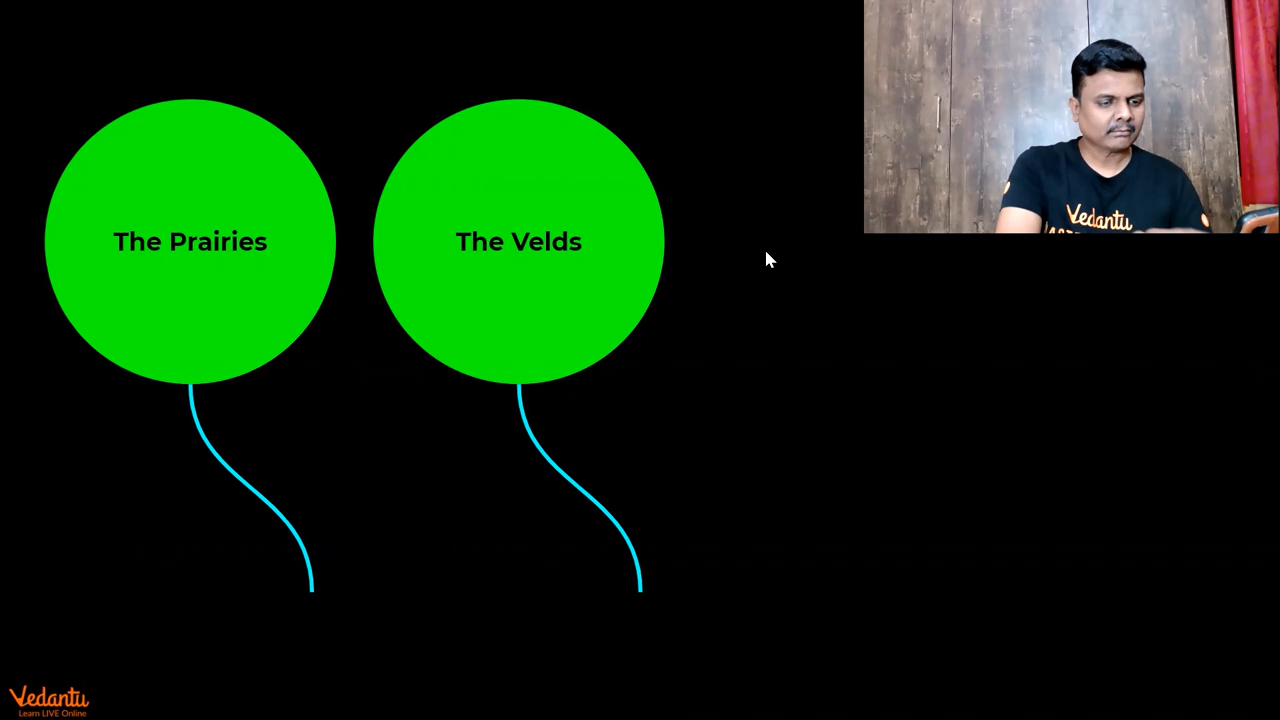 The Prairies
The Velds
Vedantu
Vedantu
Learn LIVE Online